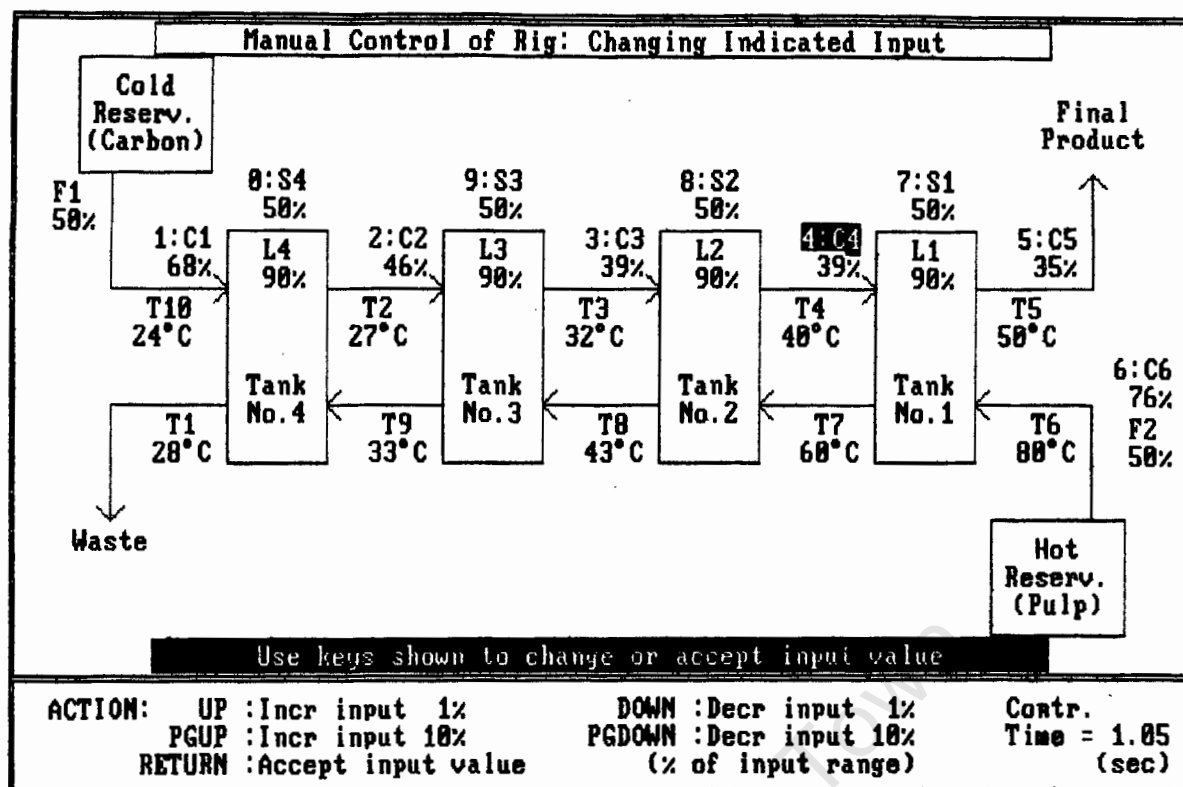 Manual Control of Rig: Changing Indicated Input
Cold
Reserv.
(Carbon)
Final
Product
F1
50%
0:S4
50%
9:S3
50%
8:S2
50%
7:S1
50%
1:C1
68%
L4
90%
2:C2
46%
L3
90%
3:C3
39%
L2
90%
4:C4
39%
L1
90%
5:C5
35%
T10
24°C
T2
27°C
T3
32°C
T4
40°C
T5
50°C
Tank
No.4
Tank
No.3
Tank
No.2
Tank
No.1
6:C6
76%
F2
50%
T1
28°C
T9
33°C
T8
43°C
T7
60°C
T6
80°C
Waste
Hot
Reserv.
(Pulp)
Use keys shown to change or accept input value
ACTION: UP :Incr input 1% DOWN :Decr input 1% Contr.
PGUP :Incr input 10% PGDOWN :Decr input 10% Time = 1.05
RETURN :Accept input value (% of input range) (sec)